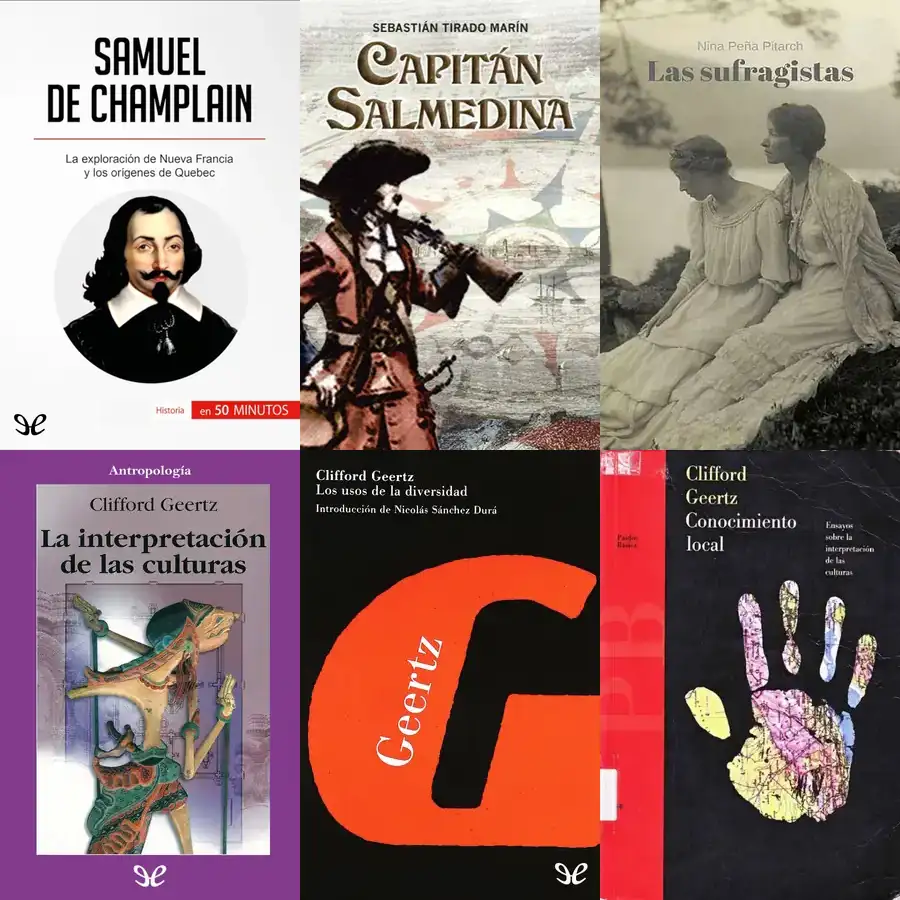 SAMUEL
DE CHAMPLAIN
La exploración de Nueva Francia
y los orígenes de Quebec
Historia
en 50 MINUTOS
SEBASTIÁN TIRADO MARÍN
CAPITÁN
SALMEDINA
Nina Peña Pitarch
Las sufragistas
Antropología
Clifford Geertz
La interpretación
de las culturas
Clifford Geertz
Los usos de la diversidad
Introducción de Nicolás Sánchez Durá
Geertz
Paidós
Básica
Clifford
Geertz
Conocimiento
local
Ensayos
sobre la
interpretación
de las
culturas